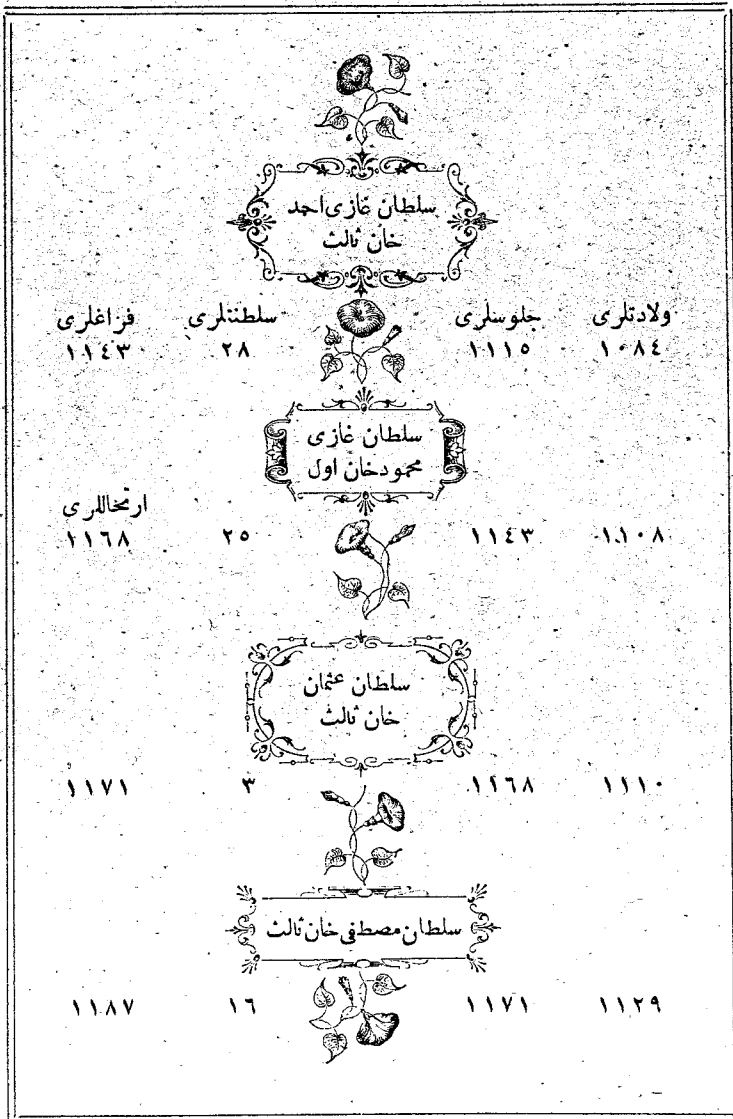 سلطان غازی احمد
خان ثالث
ولادتلری جلوسلری سلطنتلری فراغلری
١٠٨٤ ١١١٥ ٢٨ ١١٤٣
سلطان غازی
محمود خان اول
ارتحاللری
١١٠٨ ١١٤٣ ٢٥ ١١٦٨
سلطان عثمان
خان ثالث
١١١٠ ١١٦٨ ٣ ١١٧١
سلطان مصطفی خان ثالث
١١٢٩ ١١٧١ ١٦ ١١٨٧